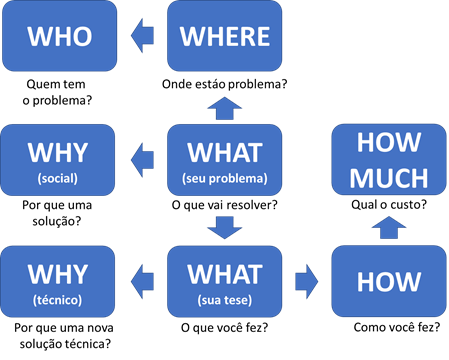 WHO
WHERE
Quem tem
o problema?
Onde estáo problema?
WHY
(social)
WHAT
(seu problema)
HOW
MUCH
Por que uma
solução?
O que vai resolver?
Qual o custo?
WHY
(técnico)
WHAT
(sua tese)
HOW
Por que uma nova
solução técnica?
O que você fez?
Como você fez?